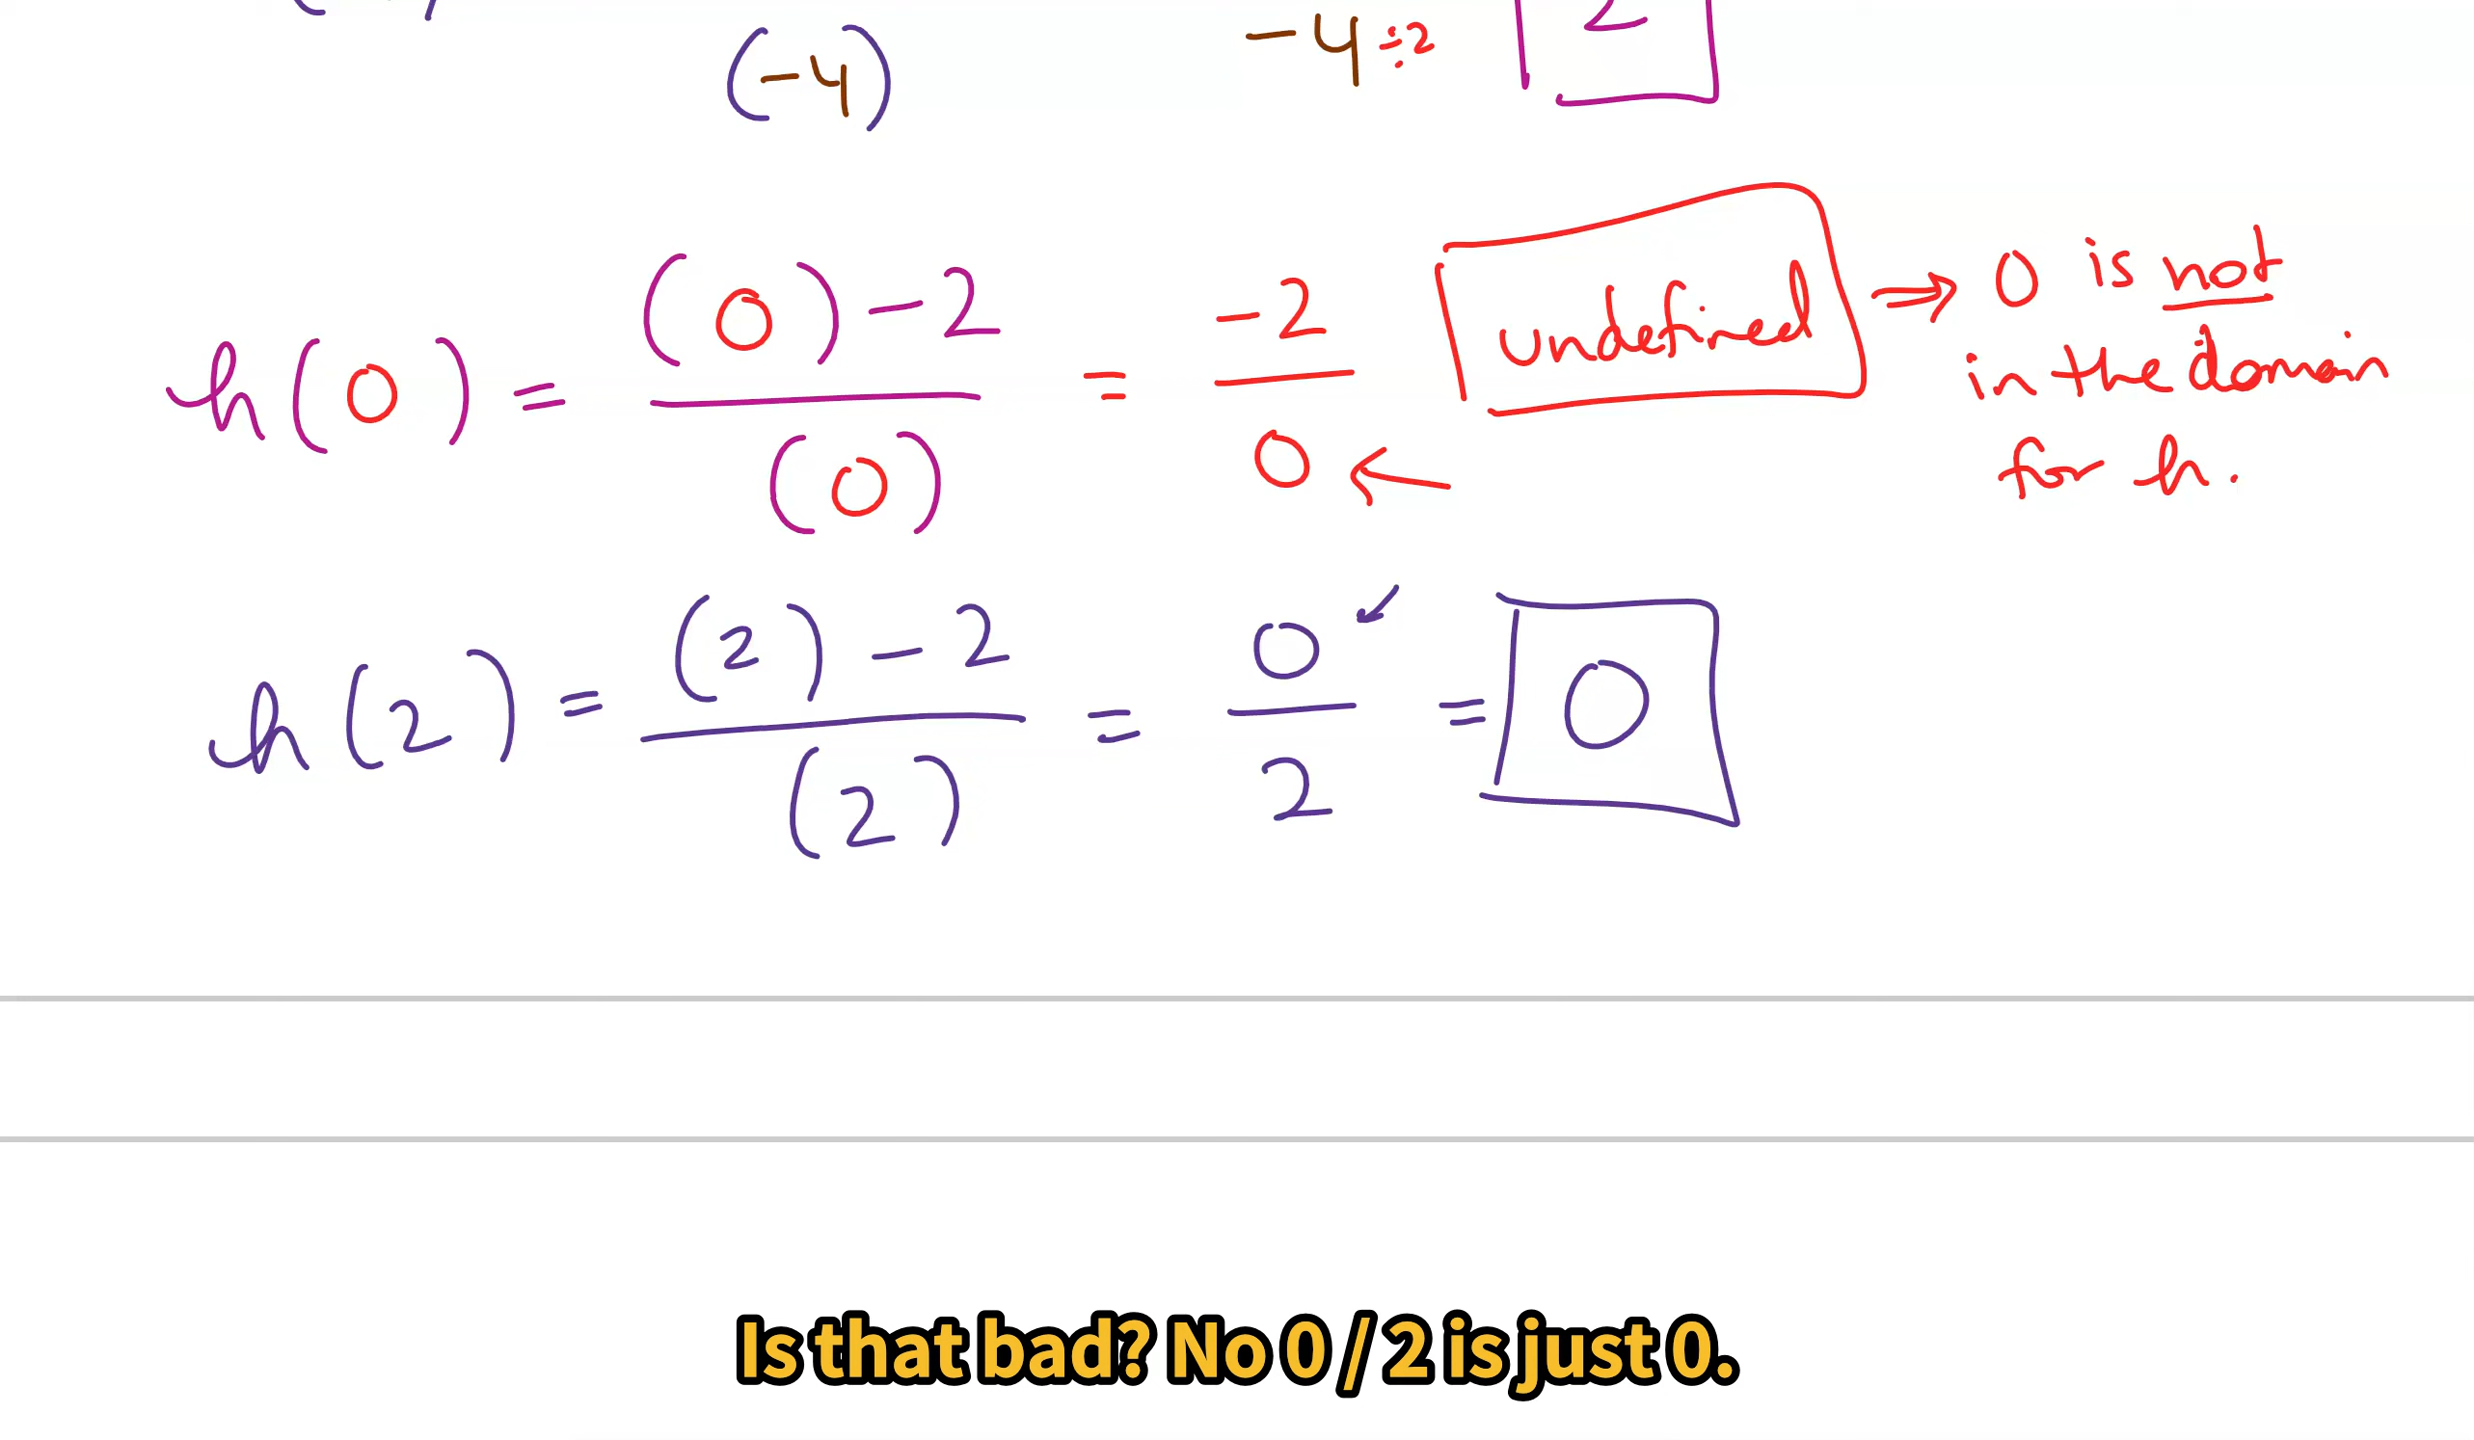 (-4)
-4 ÷2
2
h(0) = (0) - 2 / (0) = -2 / 0 undefined → 0 is not
in the domain
for h.
h(2) = (2) - 2 / (2) = 0 / 2 = 0
Is that bad? No 0 / 2 is just 0.